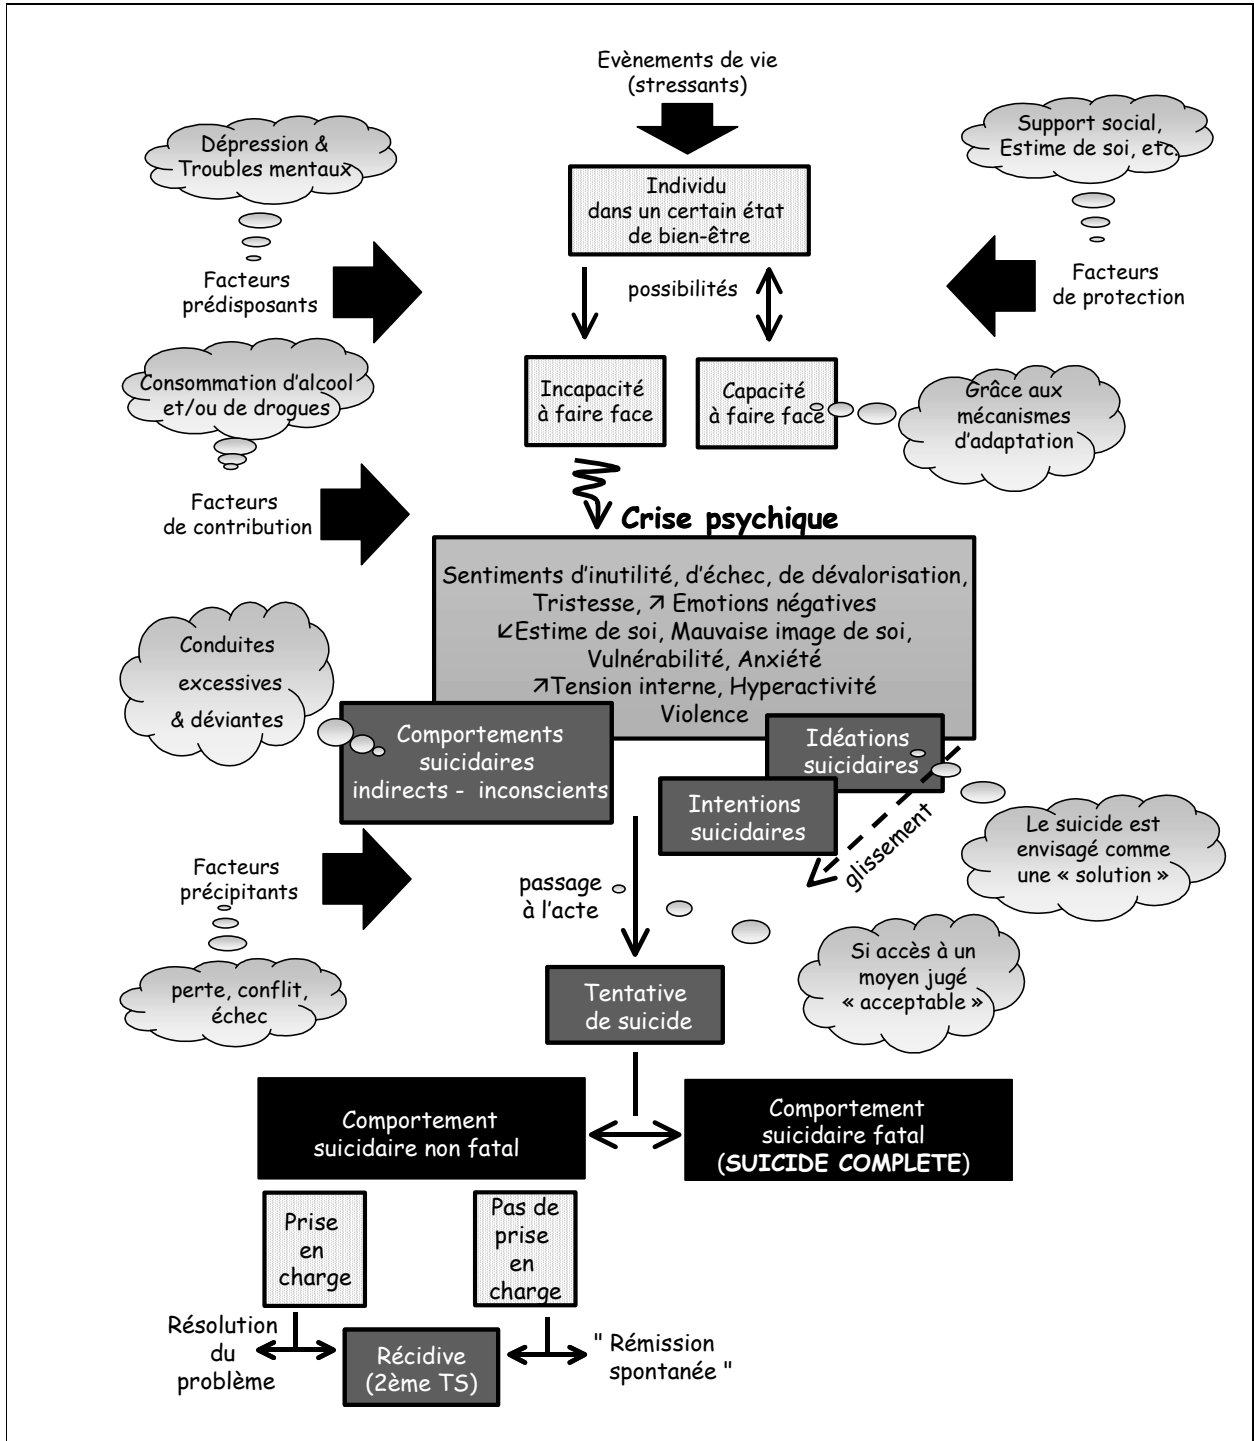 Evènements de vie
(stressants)
Dépression &
Troubles mentaux
Support social,
Estime de soi, etc.
Individu
dans un certain état
de bien-être
Facteurs
prédisposants
possibilités
Facteurs
de protection
Consommation d'alcool
et/ou de drogues
Incapacité
à faire face
Capacité
à faire face
Grâce aux
mécanismes
d'adaptation
Facteurs
de contribution
Crise psychique
Sentiments d'inutilité, d'échec, de dévalorisation,
Tristesse, ↗ Emotions négatives
↙Estime de soi, Mauvaise image de soi,
Vulnérabilité, Anxiété
↗Tension interne, Hyperactivité
Violence
Conduites
excessives
& déviantes
Comportements
suicidaires
indirects - inconscients
Idéations
suicidaires
Intentions
suicidaires
glissement
Le suicide est
envisagé comme
une « solution »
Facteurs
précipitants
passage
à l'acte
Si accès à un
moyen jugé
« acceptable »
perte, conflit,
échec
Tentative
de suicide
Comportement
suicidaire non fatal
Comportement
suicidaire fatal
(SUICIDE COMPLETE)
Prise
en
charge
Pas de
prise
en
charge
Résolution
du
problème
Récidive
(2ème TS)
" Rémission
spontanée "